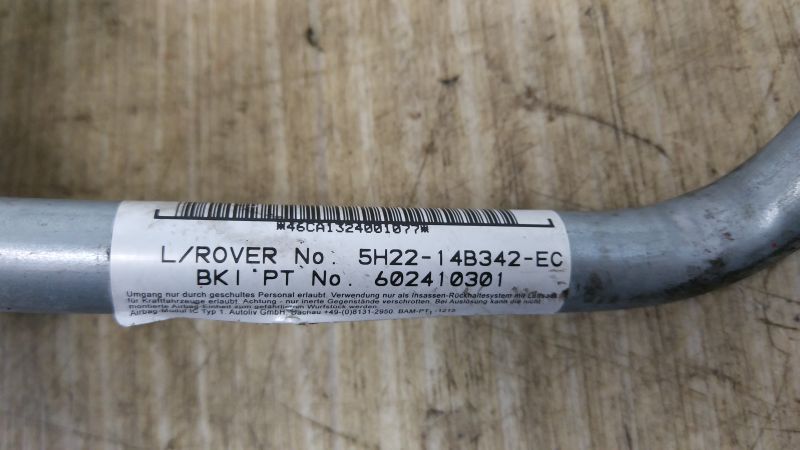 *46CA1324001077*
L/ROVER No. 5H22-14B342-EC
BKI PT No. 602410301
Umgang nur durch geschultes Personal erlaubt. Verwendung nur als Insassen-Rückhaltesystem mit
für Kraftfahrzeuge erlaubt. Achtung - nur inerte Gegenstände verschrotten. Bei Auslösung kann die nicht
montierte Airbag-Einheit zum gefährlichen Wurfstück werden.
Airbag-Modul IC Typ 1. Autoliv GmbH, Dachau +49-(0)8131-2950. BAM-PT1-1212